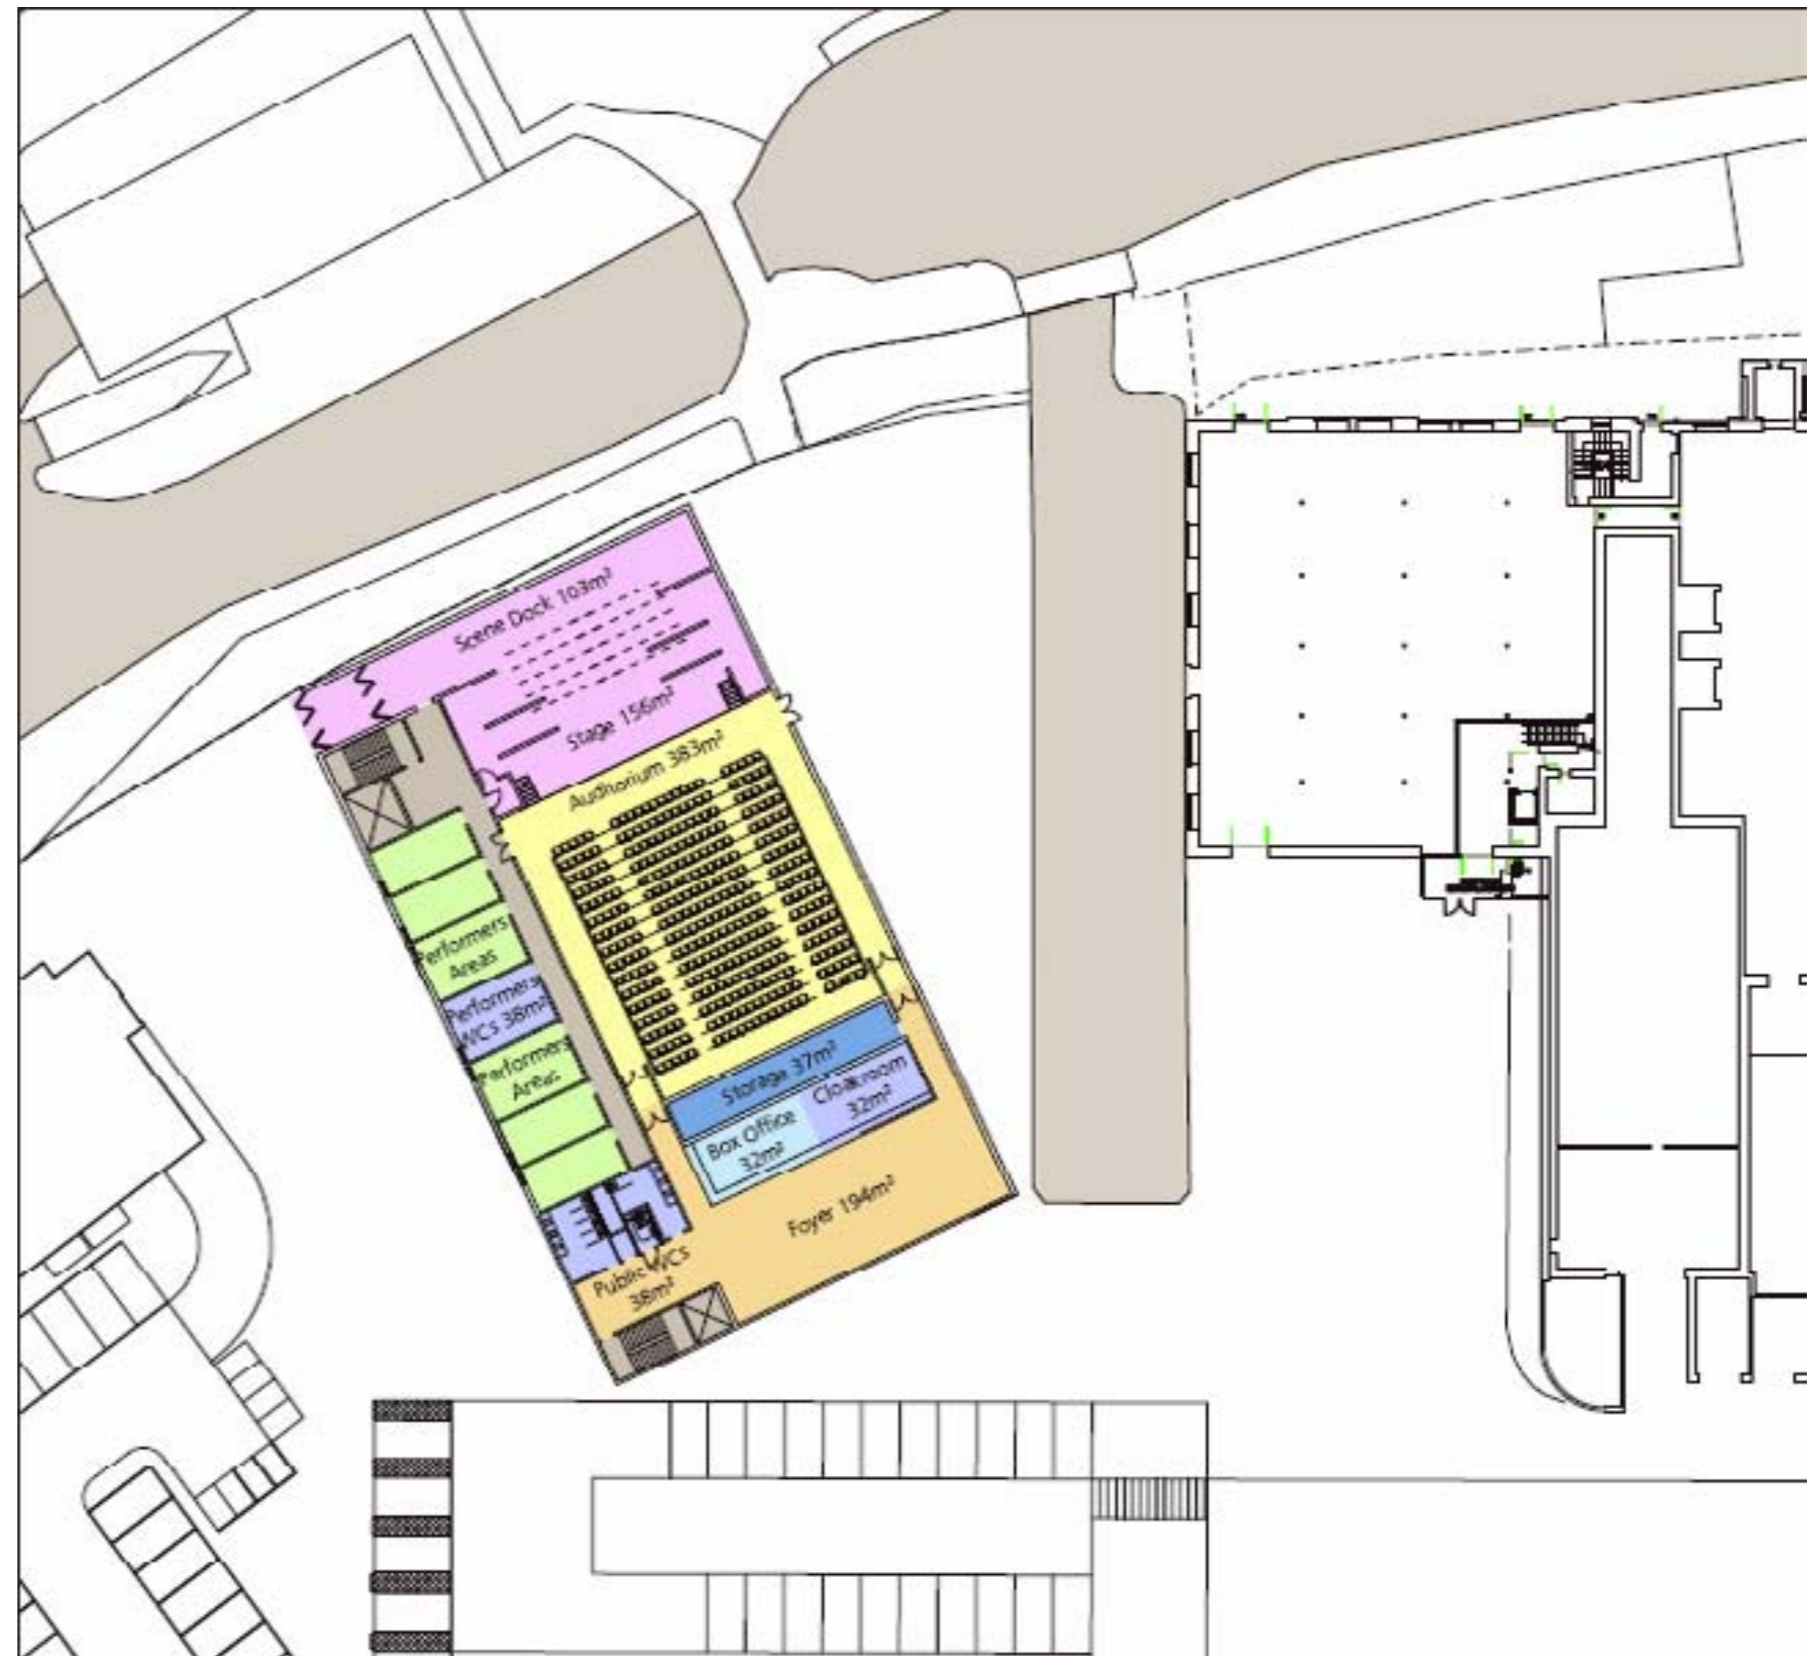 Scene Dock 103m²
Stage 156m²
Auditorium 383m²
Performers
Areas
Performers
WCs 38m²
Performers
Areas
Storage 37m²
Cloakroom
32m²
Box Office
32m²
Foyer 194m²
Public WCs
38m²